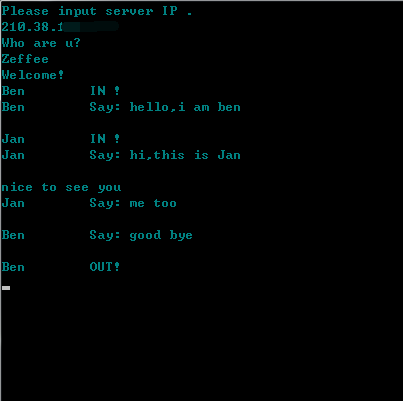 Please input server IP .
210.38.1
Who are u?
Zeffee
Welcome!
Ben IN !
Ben Say: hello,i am ben
Jan IN !
Jan Say: hi,this is Jan
nice to see you
Jan Say: me too
Ben Say: good bye
Ben OUT!